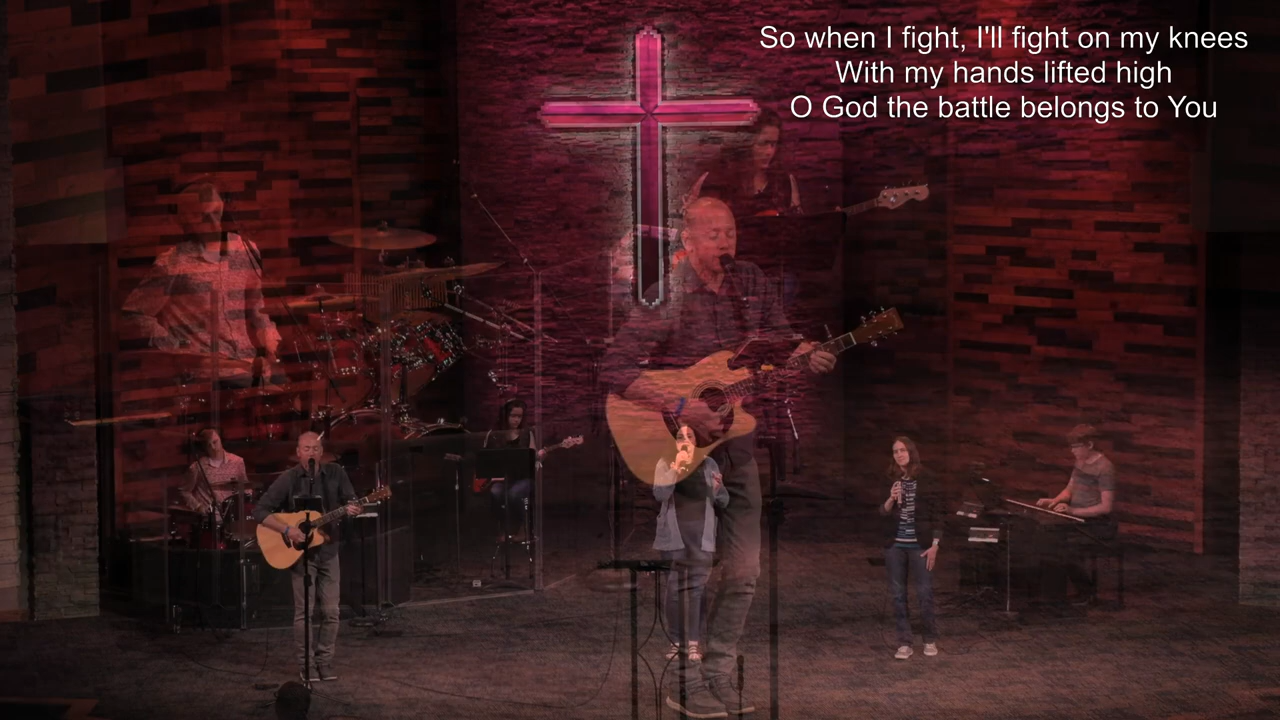 So when I fight, I'll fight on my knees
With my hands lifted high
O God the battle belongs to You